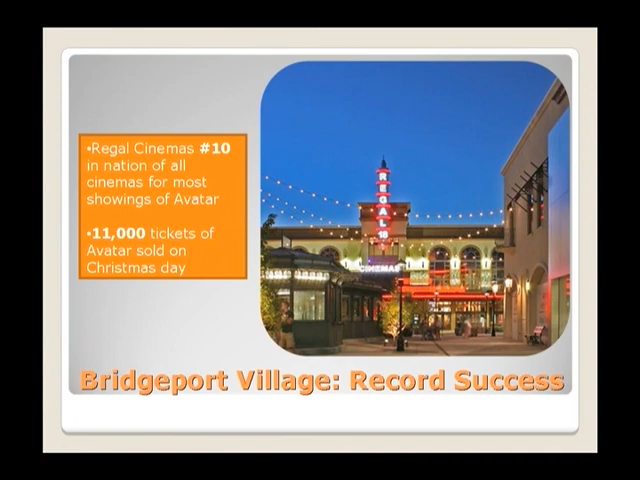 ▪Regal Cinemas #10
in nation of all
cinemas for most
showings of Avatar
▪11,000 tickets of
Avatar sold on
Christmas day
REGAL
18
CINEMAS
Bridgeport Village: Record Success